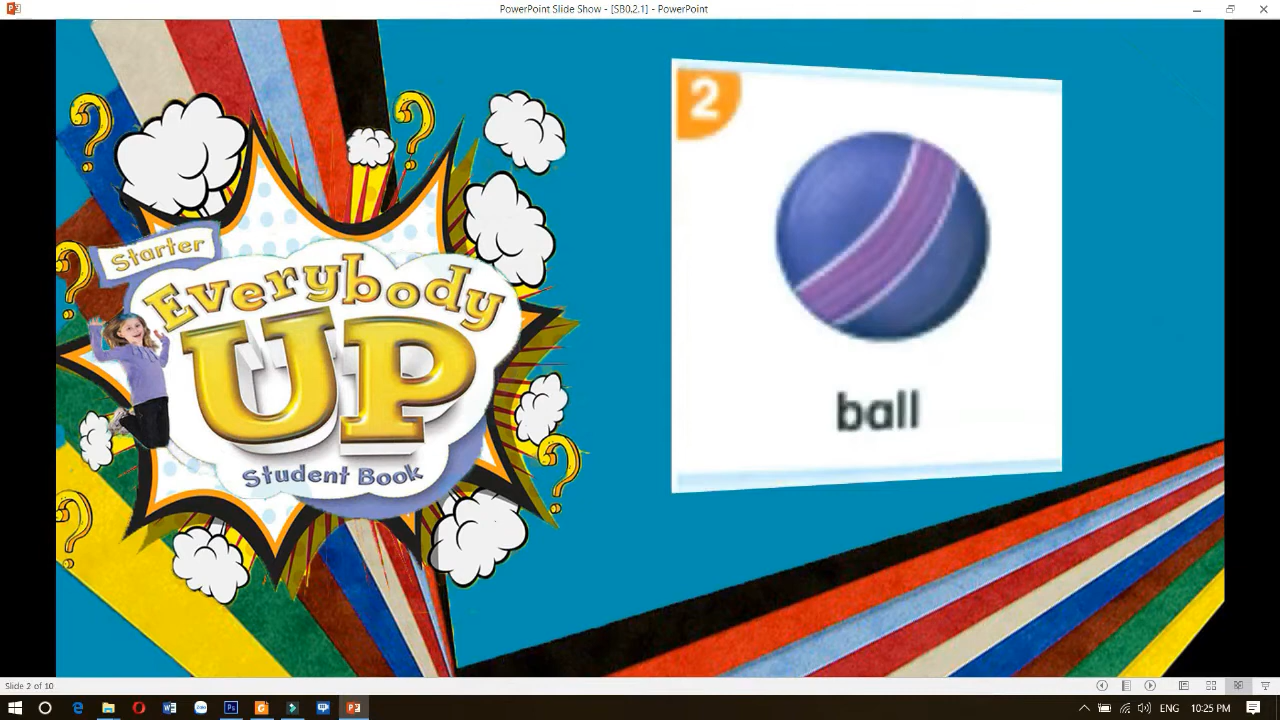 PowerPoint Slide Show - [SB0.2.1] - PowerPoint
2
Starter
Everybody
UP
Student Book
ball
Slide 2 of 10
ENG
10:25 PM